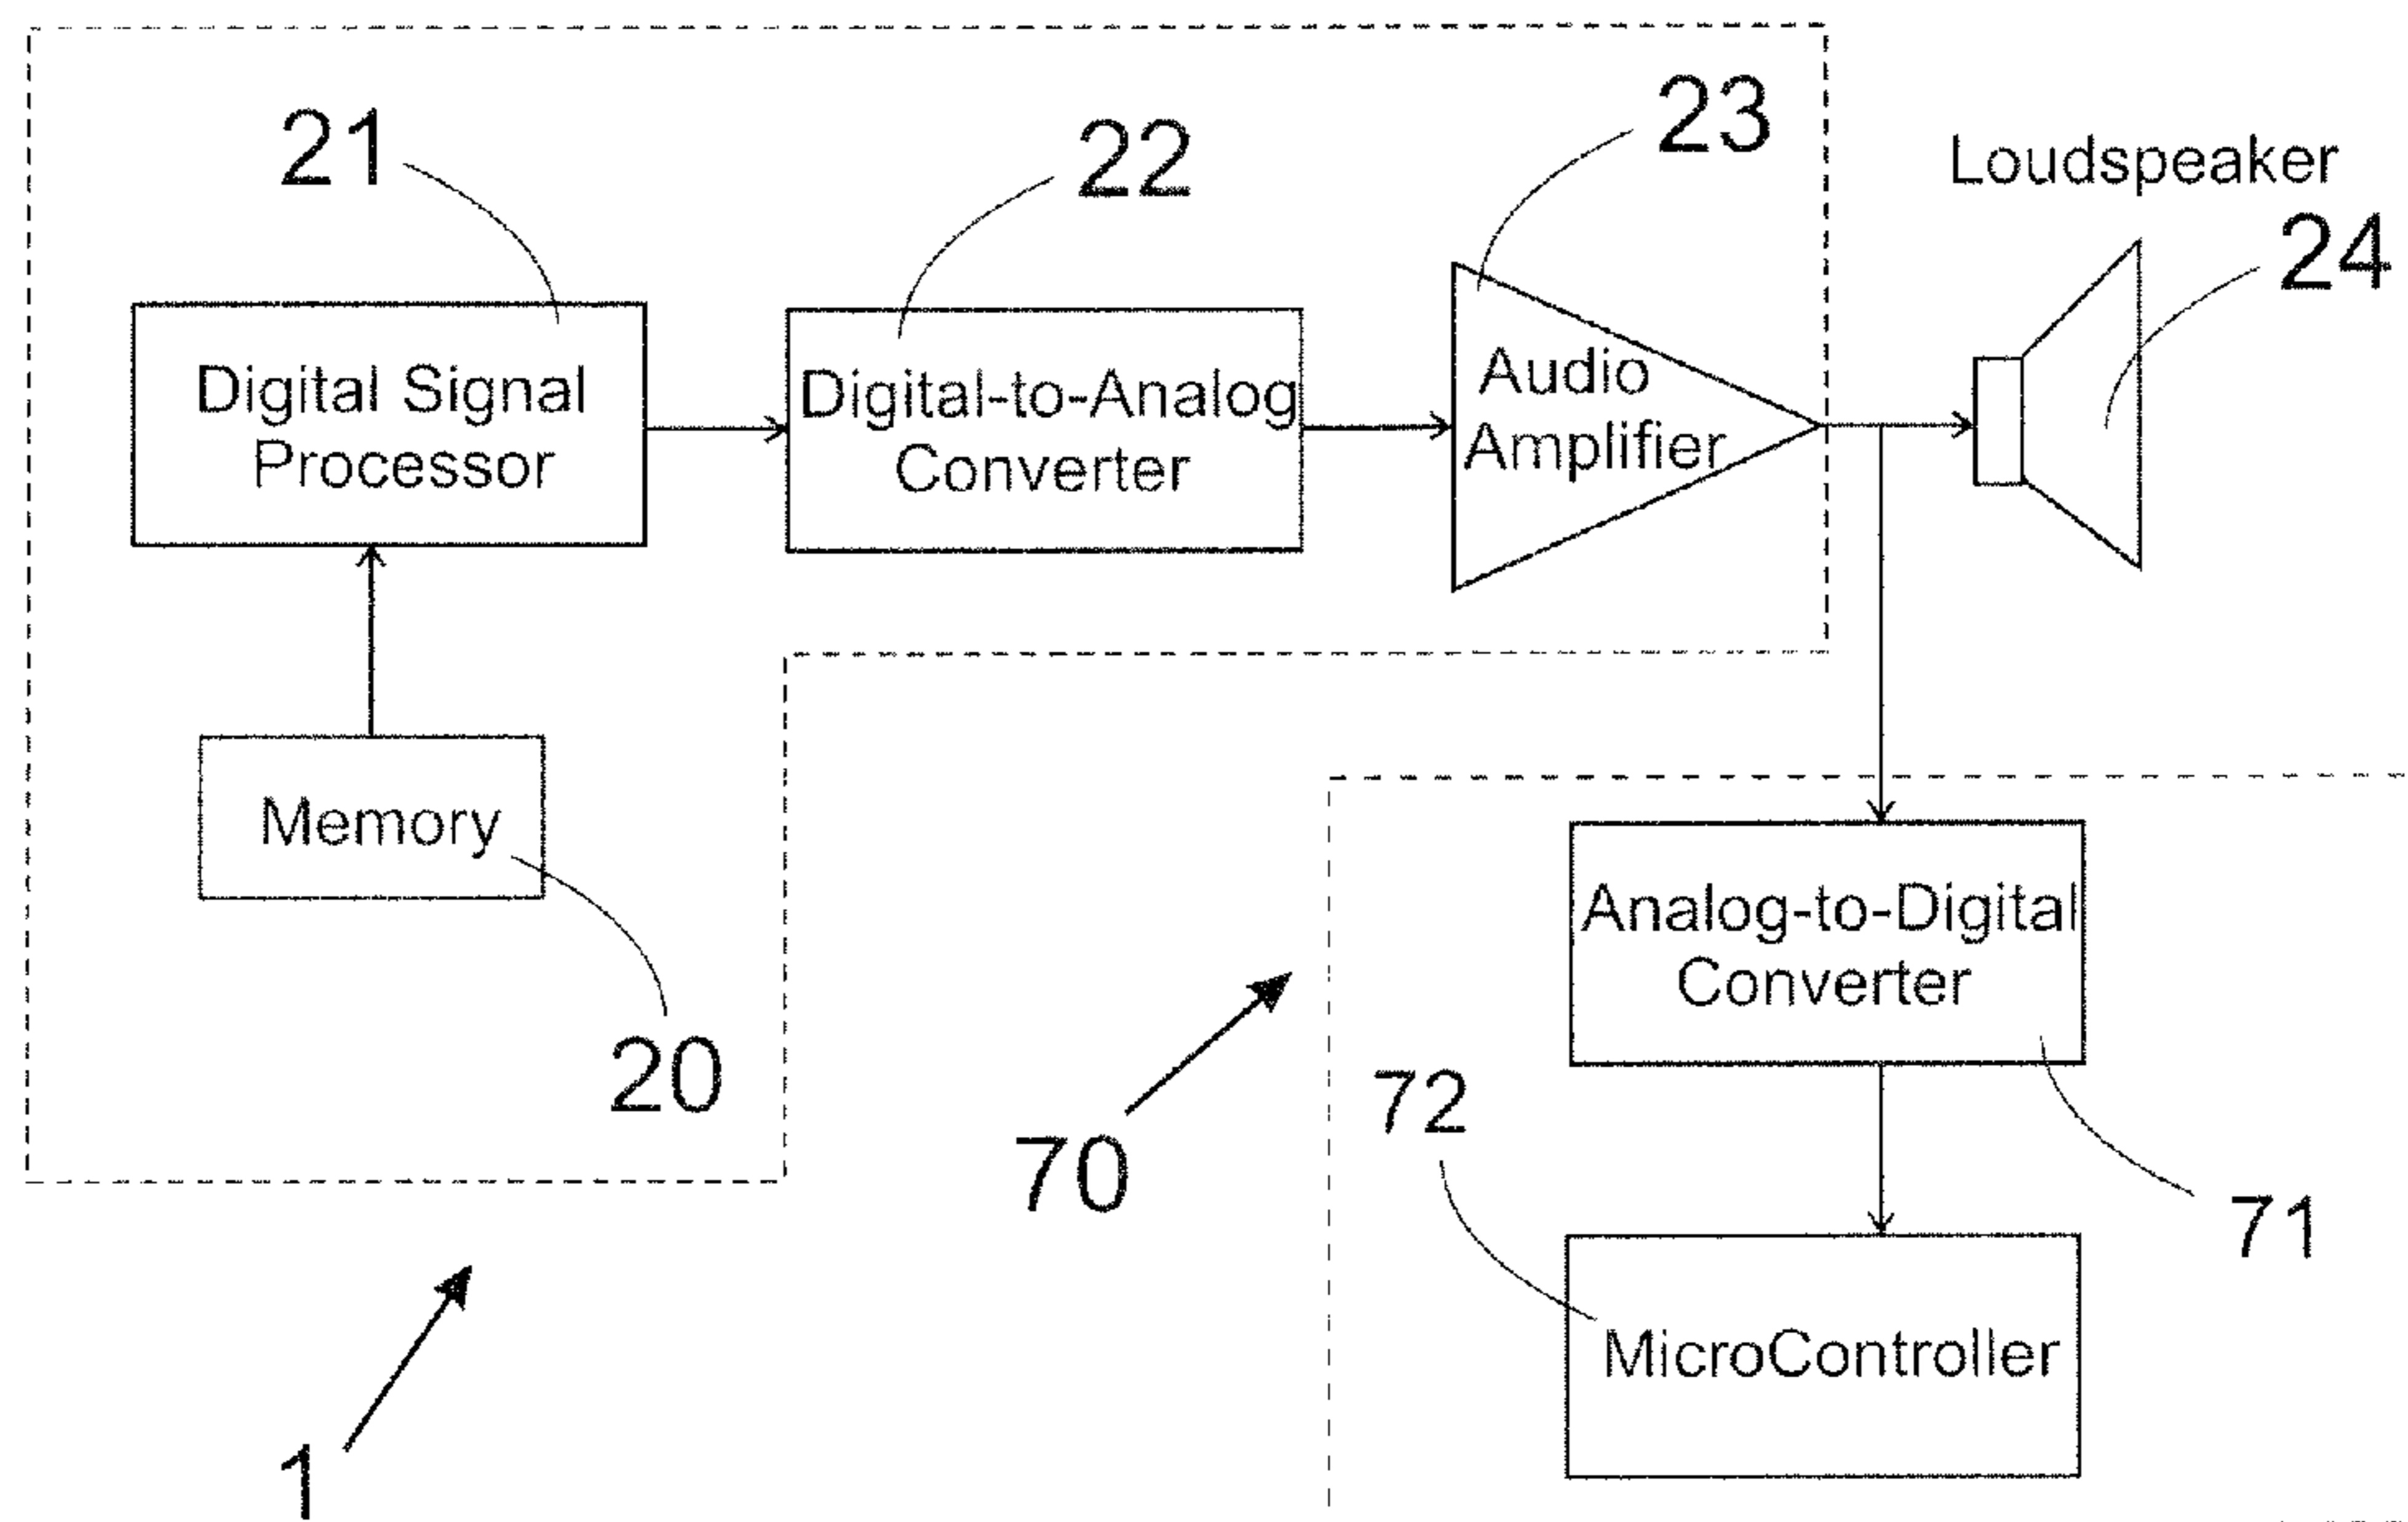 21
22
23
Loudspeaker
24
Digital Signal
Processor
Digital-to-Analog
Converter
Audio
Amplifier
Memory
20
Analog-to-Digital
Converter
71
70
72
MicroController
1